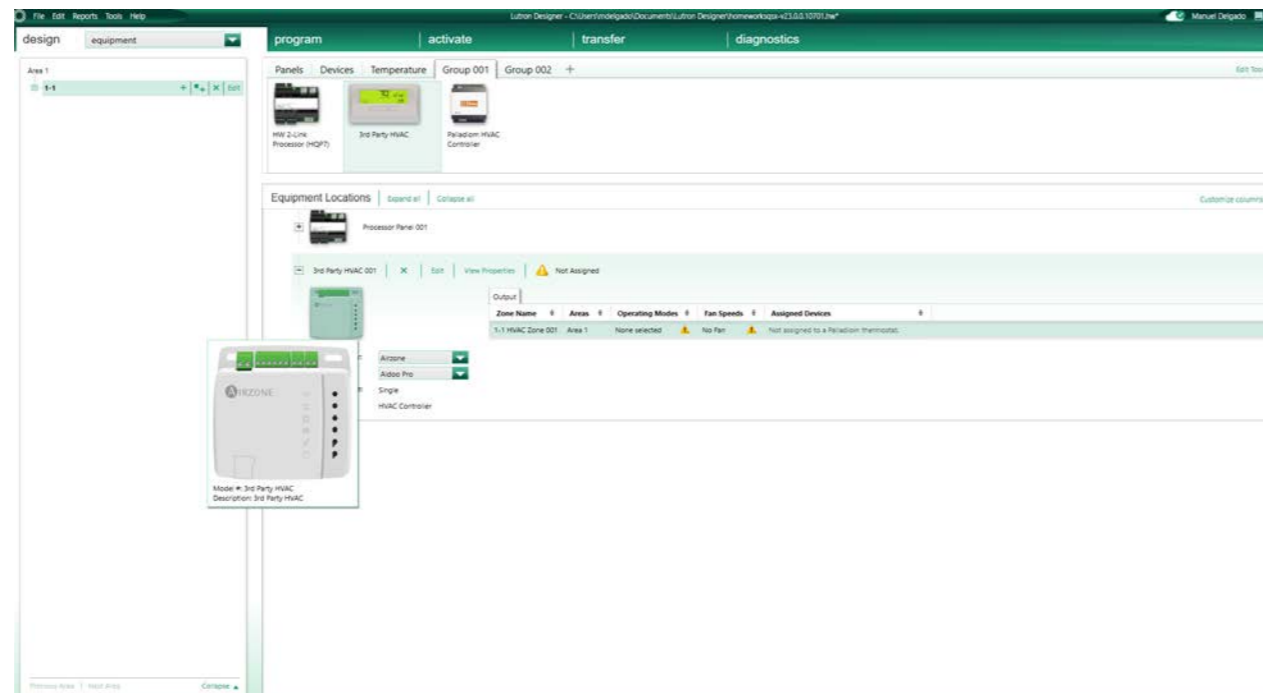 File Edit Reports Tools Help
Lutron Designer - C:\Users\mdelgado\Documents\Lutron Designer\homeworksqsx-v23.0.0.10701.hw*
Manuel Delgado
design
equipment
program
activate
transfer
diagnostics
Area 1
1-1
+ × Edit
Panels Devices Temperature Group 001 Group 002 +
HW 2-Link
Processor (HQP7)
3rd Party HVAC
Palladiom HVAC
Controller
Equipment Locations Expand all Collapse all
Customize columns
Processor Panel 001
3rd Party HVAC 001 × Edit View Properties Not Assigned
Output
Zone Name Areas Operating Modes Fan Speeds Assigned Devices
1-1 HVAC Zone 001 Area 1 None selected No Fan Not assigned to a Palladiom thermostat.
Airzone
Aidoo Pro
Single
HVAC Controller
AIRZONE
Model #: 3rd Party HVAC
Description: 3rd Party HVAC
Previous Area | Next Area
Collapse